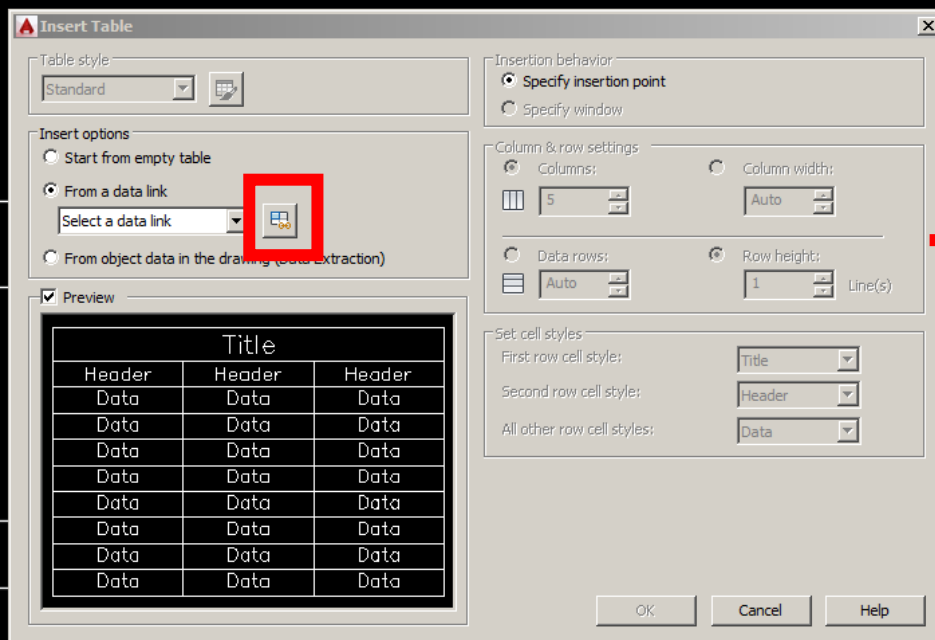 Insert Table
Table style
Standard
Insert options
Start from empty table
From a data link
Select a data link
From object data in the drawing (Data Extraction)
Preview
Title
Header Header Header
Data Data Data
Data Data Data
Data Data Data
Data Data Data
Data Data Data
Data Data Data
Data Data Data
Data Data Data
Insertion behavior
Specify insertion point
Specify window
Column & row settings
Columns: Column width:
5 Auto
Data rows: Row height:
Auto 1 Line(s)
Set cell styles
First row cell style: Title
Second row cell style: Header
All other row cell styles: Data
OK Cancel Help